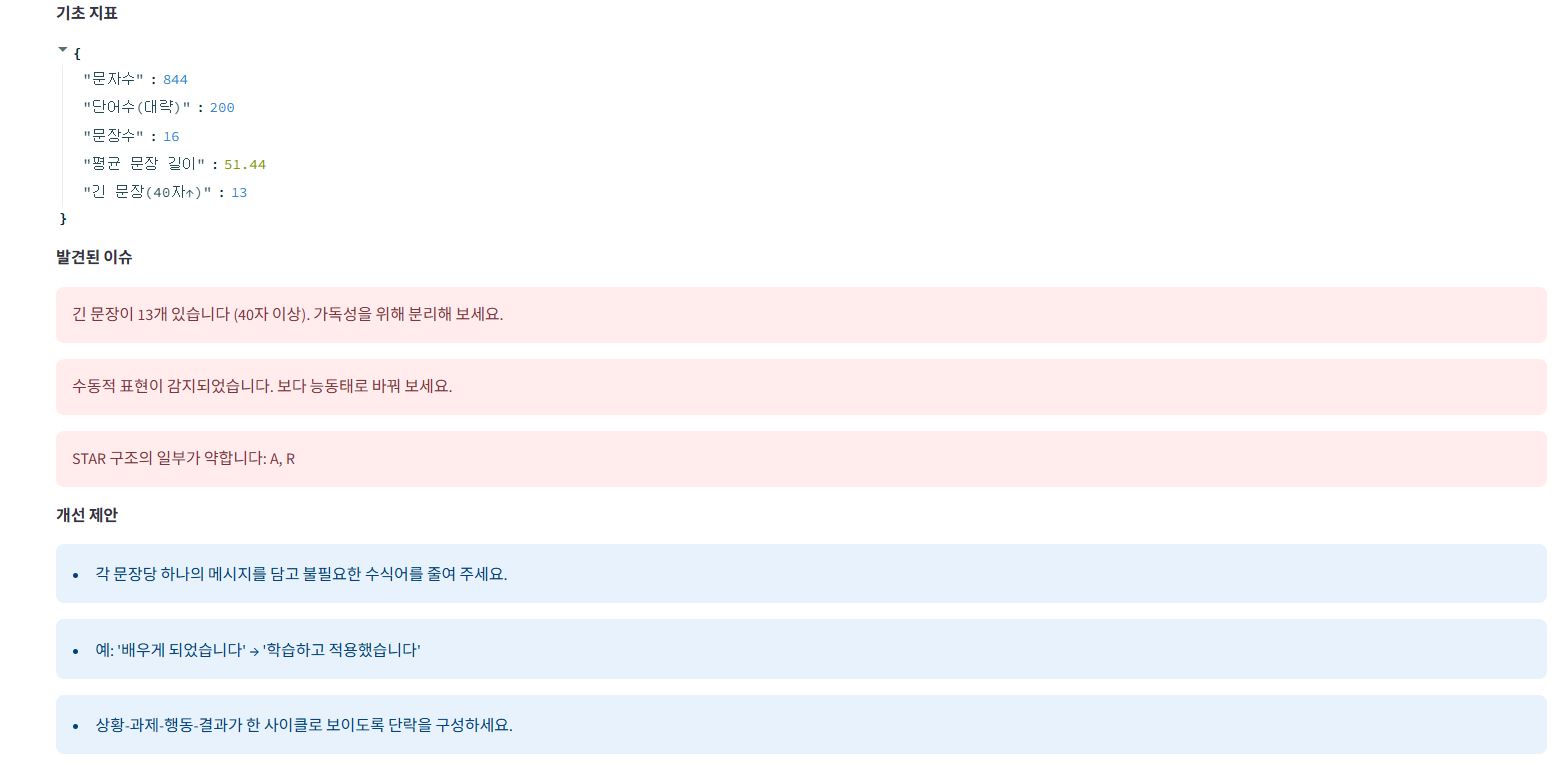 기초 지표
{
"문자수" : 844
"단어수(대략)" : 200
"문장수" : 16
"평균 문장 길이" : 51.44
"긴 문장(40자↑)" : 13
}
발견된 이슈
긴 문장이 13개 있습니다 (40자 이상). 가독성을 위해 분리해 보세요.
수동적 표현이 감지되었습니다. 보다 능동태로 바꿔 보세요.
STAR 구조의 일부가 약합니다: A, R
개선 제안
• 각 문장당 하나의 메시지를 담고 불필요한 수식어를 줄여 주세요.
• 예: '배우게 되었습니다' → '학습하고 적용했습니다'
• 상황-과제-행동-결과가 한 사이클로 보이도록 단락을 구성하세요.